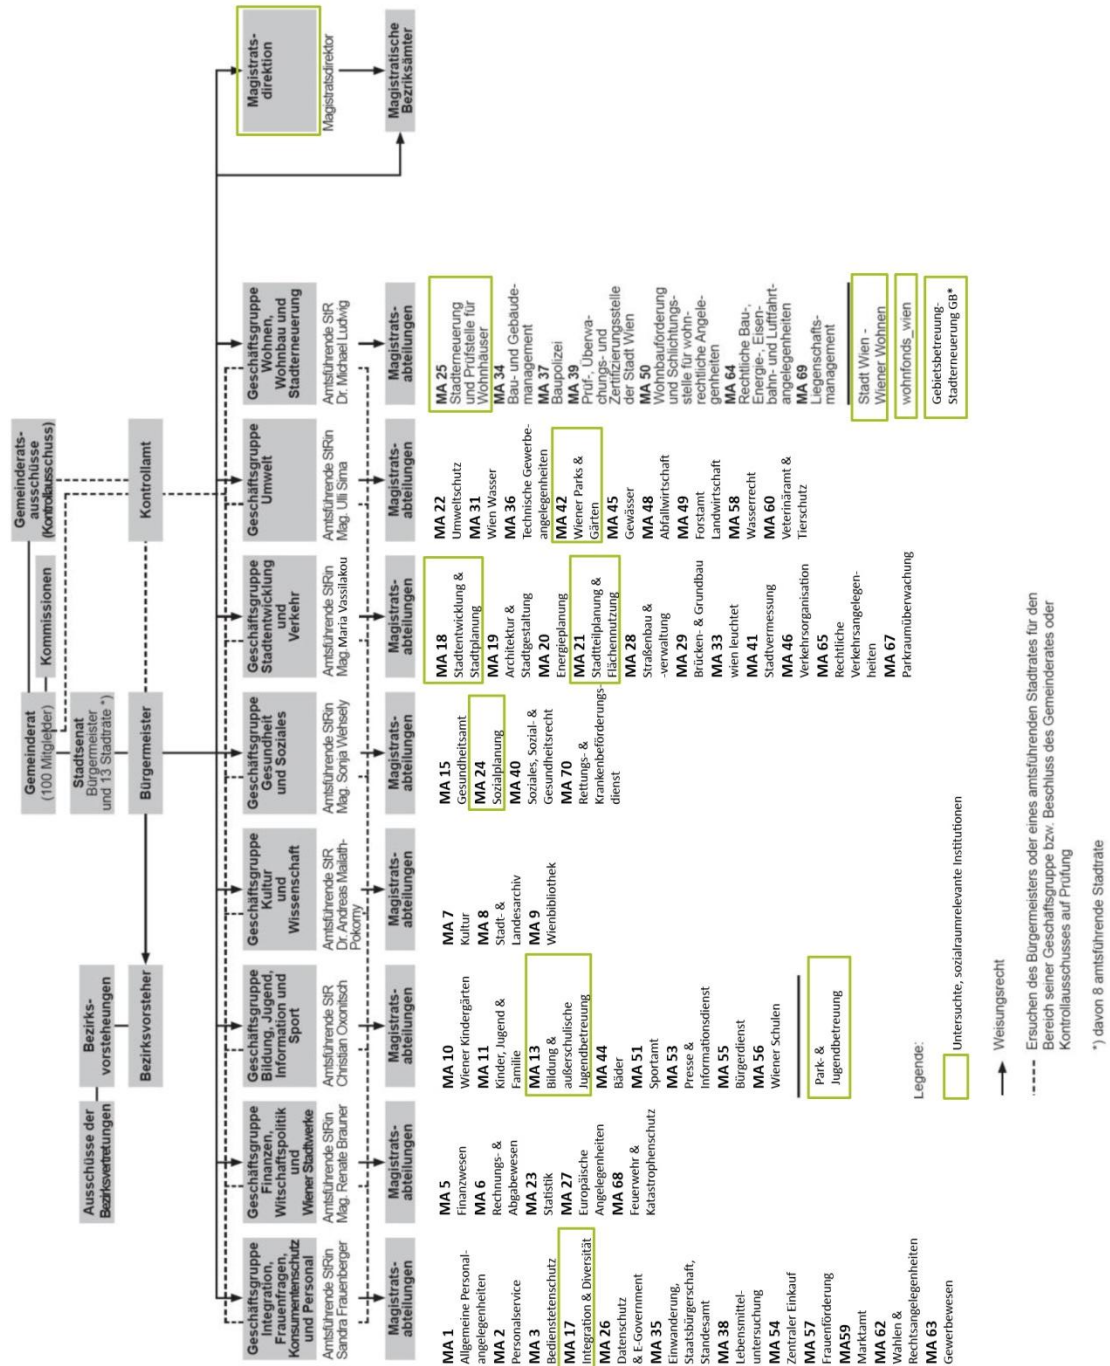 Gemeinderat
(100 Mitglieder)
Kommissionen
Gemeinderats-
ausschüsse
(Kontrollausschuss)
Stadtsenat
Bürgermeister
und 13 Stadträte *)
Ausschüsse der
Bezirksvertretungen
Bezirks-
vorstehungen
Bezirksvorsteher
Bürgermeister
Kontrollamt
Geschäftsgruppe
Integration,
Frauenfragen,
Konsumentenschutz
und Personal
Amtsführende StRin
Sandra Frauenberger
Magistrats-
abteilungen
MA 1
Allgemeine Personal-
angelegenheiten
MA 2
Personalservice
MA 3
Bedienstetenschutz
MA 17
Integration & Diversität
MA 26
Datenschutz
& E-Government
MA 35
Einwanderung,
Staatsbürgerschaft,
Standesamt
MA 38
Lebensmittel-
untersuchung
MA 54
Zentraler Einkauf
MA 57
Frauenförderung
MA59
Marktamt
MA 62
Wahlen &
Rechtsangelegenheiten
MA 63
Gewerbewesen
Geschäftsgruppe
Finanzen,
Witschaftspolitik
und
Wiener Stadtwerke
Amtsführende StRin
Mag. Renate Brauner
Magistrats-
abteilungen
MA 5
Finanzwesen
MA 6
Rechnungs- &
Abgabewesen
MA 23
Statistik
MA 27
Europäische
Angelegenheiten
MA 68
Feuerwehr &
Katastrophenschutz
Geschäftsgruppe
Bildung, Jugend,
Information und
Sport
Amtsführende StR
Christian Oxonitsch
Magistrats-
abteilungen
MA 10
Wiener Kindergärten
MA 11
Kinder, Jugend &
Familie
MA 13
Bildung &
außerschulische
Jugendbetreuung
MA 44
Bäder
MA 51
Sportamt
MA 53
Presse &
Informationsdienst
MA 55
Bürgerdienst
MA 56
Wiener Schulen
Park- &
Jugendbetreuung
Geschäftsgruppe
Kultur
und
Wissenschaft
Amtsführende StR
Dr. Andreas Mailath-
Pokorny
Magistrats-
abteilungen
MA 7
Kultur
MA 8
Stadt- &
Landesarchiv
MA 9
Wienbibliothek
Geschäftsgruppe
Gesundheit
und Soziales
Amtsführende StRin
Mag. Sonja Wehsely
Magistrats-
abteilungen
MA 15
Gesundheitsamt
MA 24
Sozialplanung
MA 40
Soziales, Sozial- &
Gesundheitsrecht
MA 70
Rettungs- &
Krankenbeförderungs-
dienst
Geschäftsgruppe
Stadtentwicklung
und
Verkehr
Amtsführende StRin
Mag. Maria Vassilakou
Magistrats-
abteilungen
MA 18
Stadtentwicklung &
Stadtplanung
MA 19
Architektur &
Stadtgestaltung
MA 20
Energieplanung
MA 21
Stadtteilplanung &
Flächennutzung
MA 28
Straßenbau &
-verwaltung
MA 29
Brücken- & Grundbau
MA 33
wien leuchtet
MA 41
Stadtvermessung
MA 46
Verkehrsorganisation
MA 65
Rechtliche
Verkehrsangelegen-
heiten
MA 67
Parkraumüberwachung
Geschäftsgruppe
Umwelt
Amtsführende StRin
Mag. Ulli Sima
Magistrats-
abteilungen
MA 22
Umweltschutz
MA 31
Wien Wasser
MA 36
Technische Gewerbe-
angelegenheiten
MA 42
Wiener Parks &
Gärten
MA 45
Gewässer
MA 48
Abfallwirtschaft
MA 49
Forstamt
Landwirtschaft
MA 58
Wasserrecht
MA 60
Veterinäramt &
Tierschutz
Geschäftsgruppe
Wohnen,
Wohnbau und
Stadterneuerung
Amtsführende StR
Dr. Michael Ludwig
Magistrats-
abteilungen
MA 25
Stadterneuerung
und Prüfstelle für
Wohnhäuser
MA 34
Bau- und Gebäude-
management
MA 37
Baupolizei
MA 39
Prüf-, Überwa-
chungs- und
Zertifizierungsstelle
der Stadt Wien
MA 50
Wohnbauförderung
und Schlichtungs-
stelle für wohn-
rechtliche Angele-
genheiten
MA 64
Rechtliche Bau-,
Energie-, Eisen-
bahn- und Luftfahrt-
angelegenheiten
MA 69
Liegenschafts-
management
Stadt Wien -
Wiener Wohnen
wohnfonds_wien
Gebietsbetreuung-
Stadterneuerung GB*
Magistrats-
direktion
Magistratsdirektor
Magistratische
Bezirksämter
Legende:
Untersuchte, sozialraumrelevante Institutionen
Weisungsrecht
Ersuchen des Bürgermeisters oder eines amtsführenden Stadtrates für den
Bereich seiner Geschäftsgruppe bzw. Beschluss des Gemeinderates oder
Kontrollausschusses auf Prüfung
*) davon 8 amtsführende Stadträte